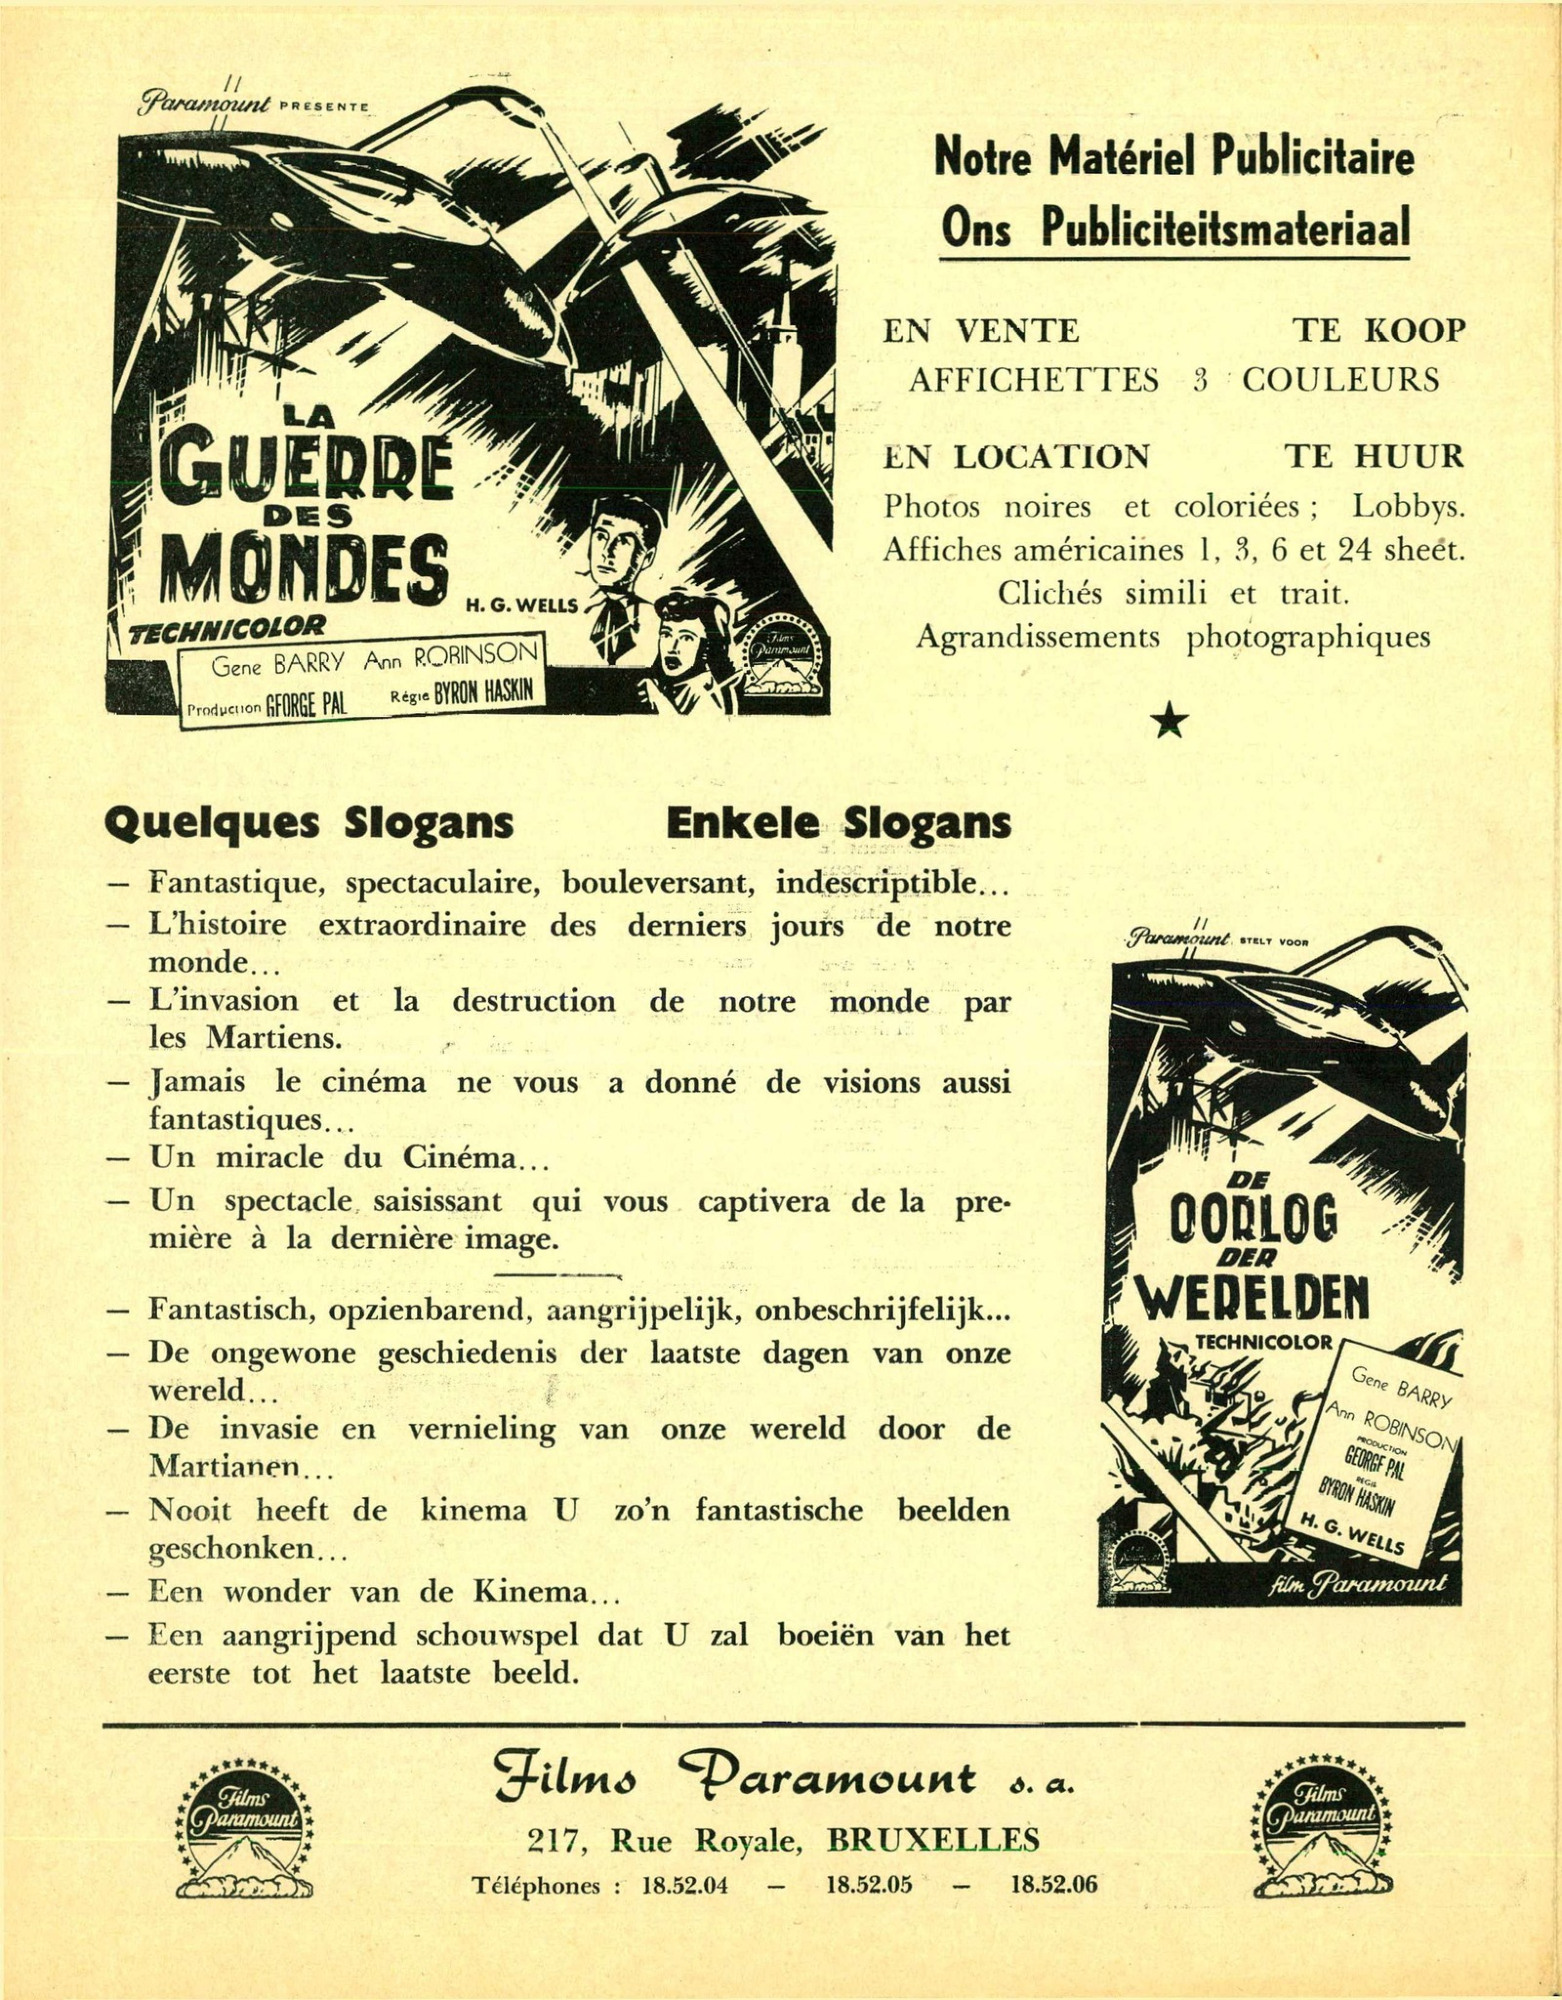 Paramount PRESENTE
LA
GUERRE
DES
MONDES
H. G. WELLS
TECHNICOLOR
Gene BARRY Ann ROBINSON
Production GEORGE PAL Régie BYRON HASKIN
Films
Paramount
Notre Matériel Publicitaire
Ons Publiciteitsmateriaal
EN VENTE TE KOOP
AFFICHETTES 3 COULEURS
EN LOCATION TE HUUR
Photos noires et coloriées ; Lobbys.
Affiches américaines 1, 3, 6 et 24 sheet.
Clichés simili et trait.
Agrandissements photographiques
Quelques Slogans Enkele Slogans
— Fantastique, spectaculaire, bouleversant, indescriptible...
— L'histoire extraordinaire des derniers jours de notre
monde...
— L'invasion et la destruction de notre monde par
les Martiens.
— Jamais le cinéma ne vous a donné de visions aussi
fantastiques...
— Un miracle du Cinéma...
— Un spectacle saisissant qui vous captivera de la pre-
mière à la dernière image.
— Fantastisch, opzienbarend, aangrijpelijk, onbeschrijfelijk...
— De ongewone geschiedenis der laatste dagen van onze
wereld...
— De invasie en vernieling van onze wereld door de
Martianen...
— Nooit heeft de kinema U zo'n fantastische beelden
geschonken...
— Een wonder van de Kinema...
— Een aangrijpend schouwspel dat U zal boeiën van het
eerste tot het laatste beeld.
Paramount STELT VOOR
DE
OORLOG
DER
WERELDEN
TECHNICOLOR
Gene BARRY
Ann ROBINSON
PRODUCTION
GEORGE PAL
REGIE
BYRON HASKIN
H. G. WELLS
film Paramount
Films Paramount s. a.
217, Rue Royale, BRUXELLES
Téléphones : 18.52.04 — 18.52.05 — 18.52.06
Films
Paramount
Films
Paramount